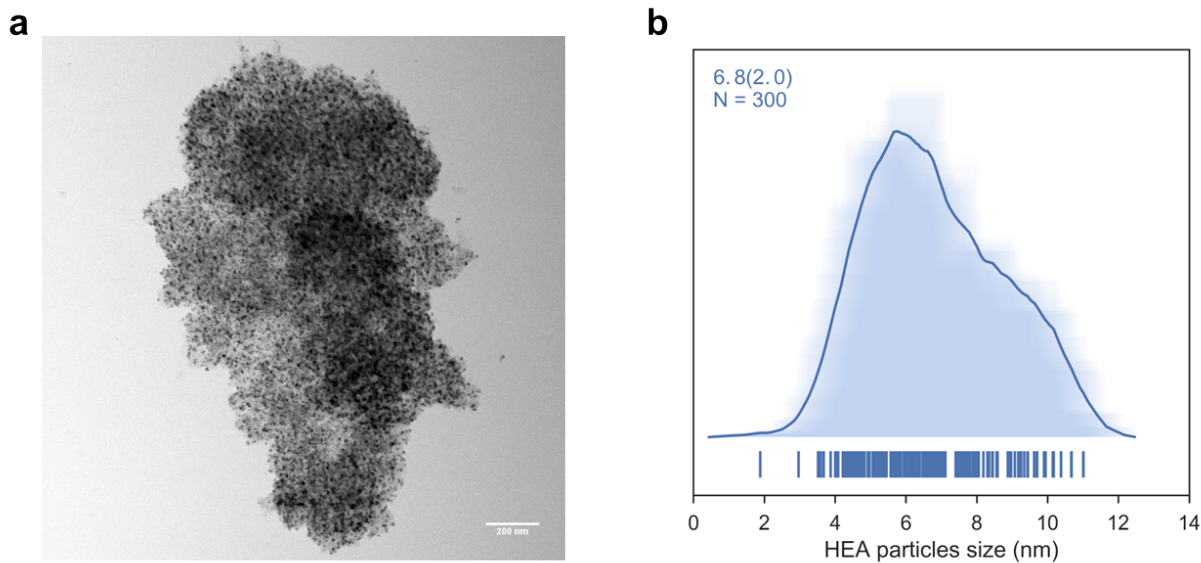 a
b
200 nm
6.8(2.0)
N = 300
0 2 4 6 8 10 12 14
HEA particles size (nm)